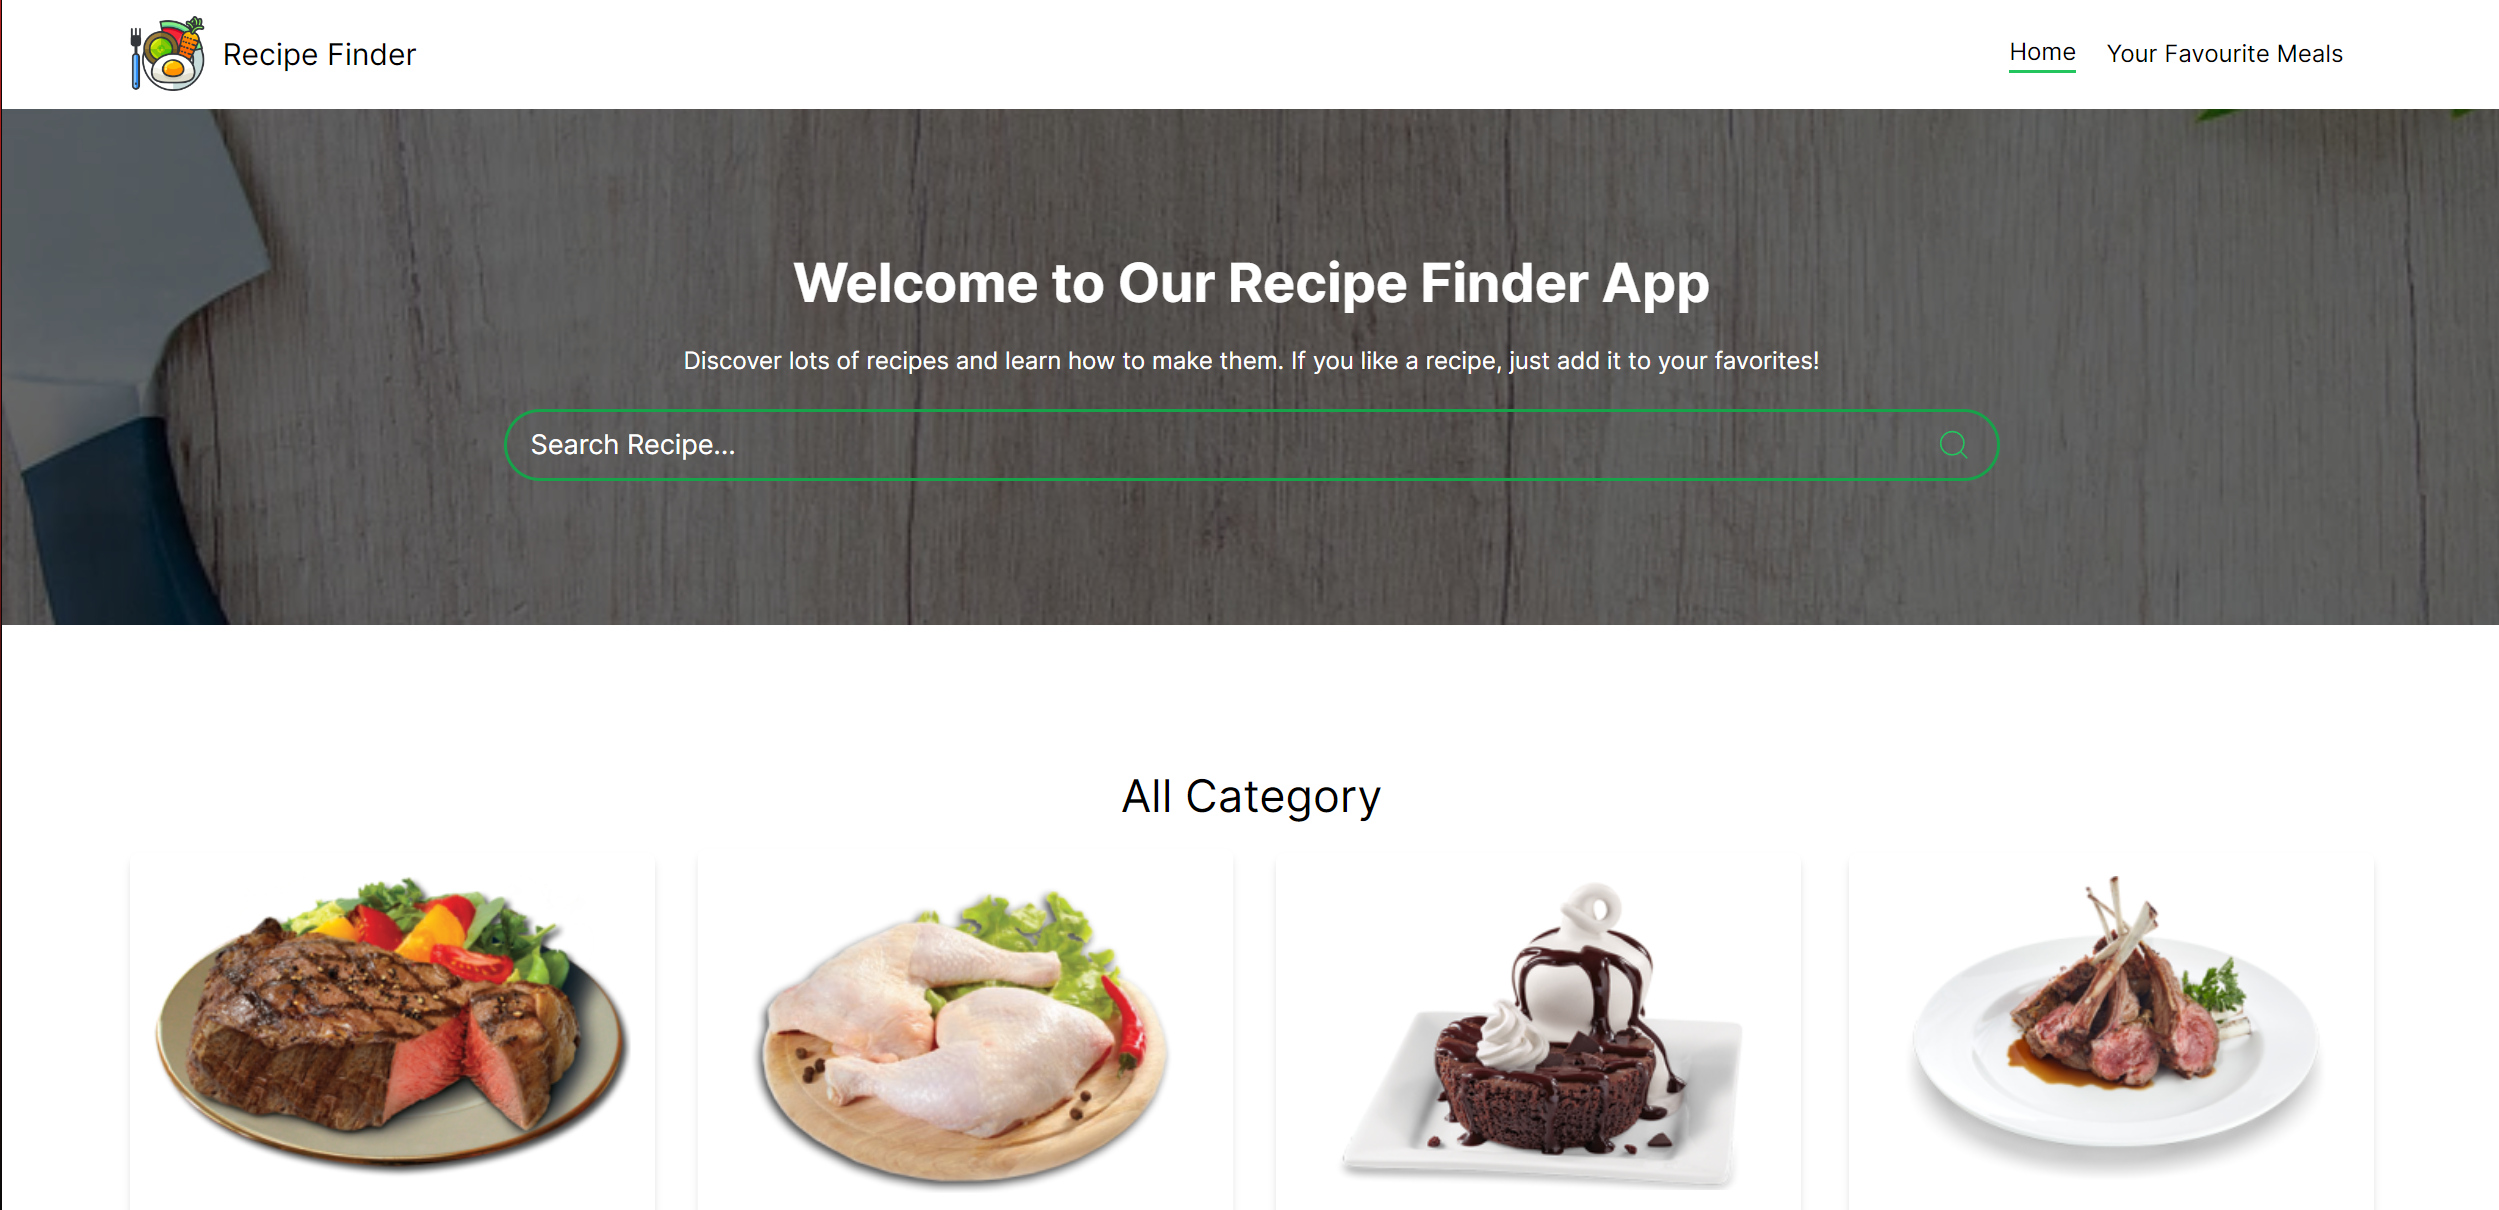 Recipe Finder
Home
Your Favourite Meals
Welcome to Our Recipe Finder App
Discover lots of recipes and learn how to make them. If you like a recipe, just add it to your favorites!
Search Recipe...
All Category